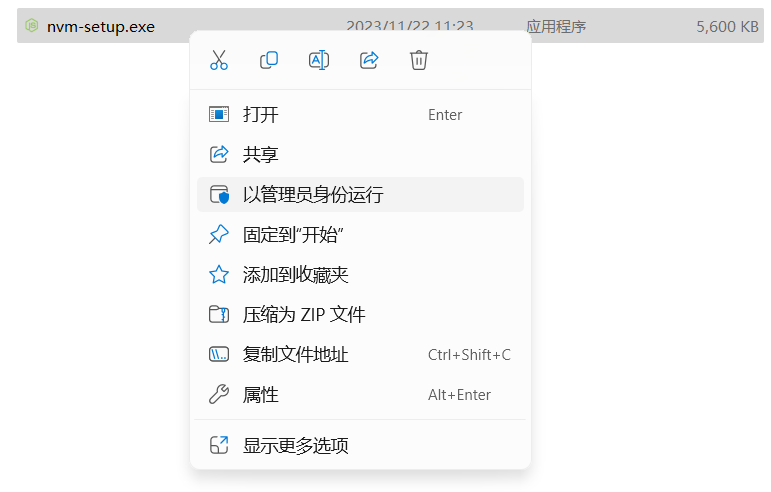 nvm-setup.exe 2023/11/22 11:23 应用程序 5,600 KB
打开 Enter
共享
以管理员身份运行
固定到“开始”
添加到收藏夹
压缩为 ZIP 文件
复制文件地址 Ctrl+Shift+C
属性 Alt+Enter
显示更多选项